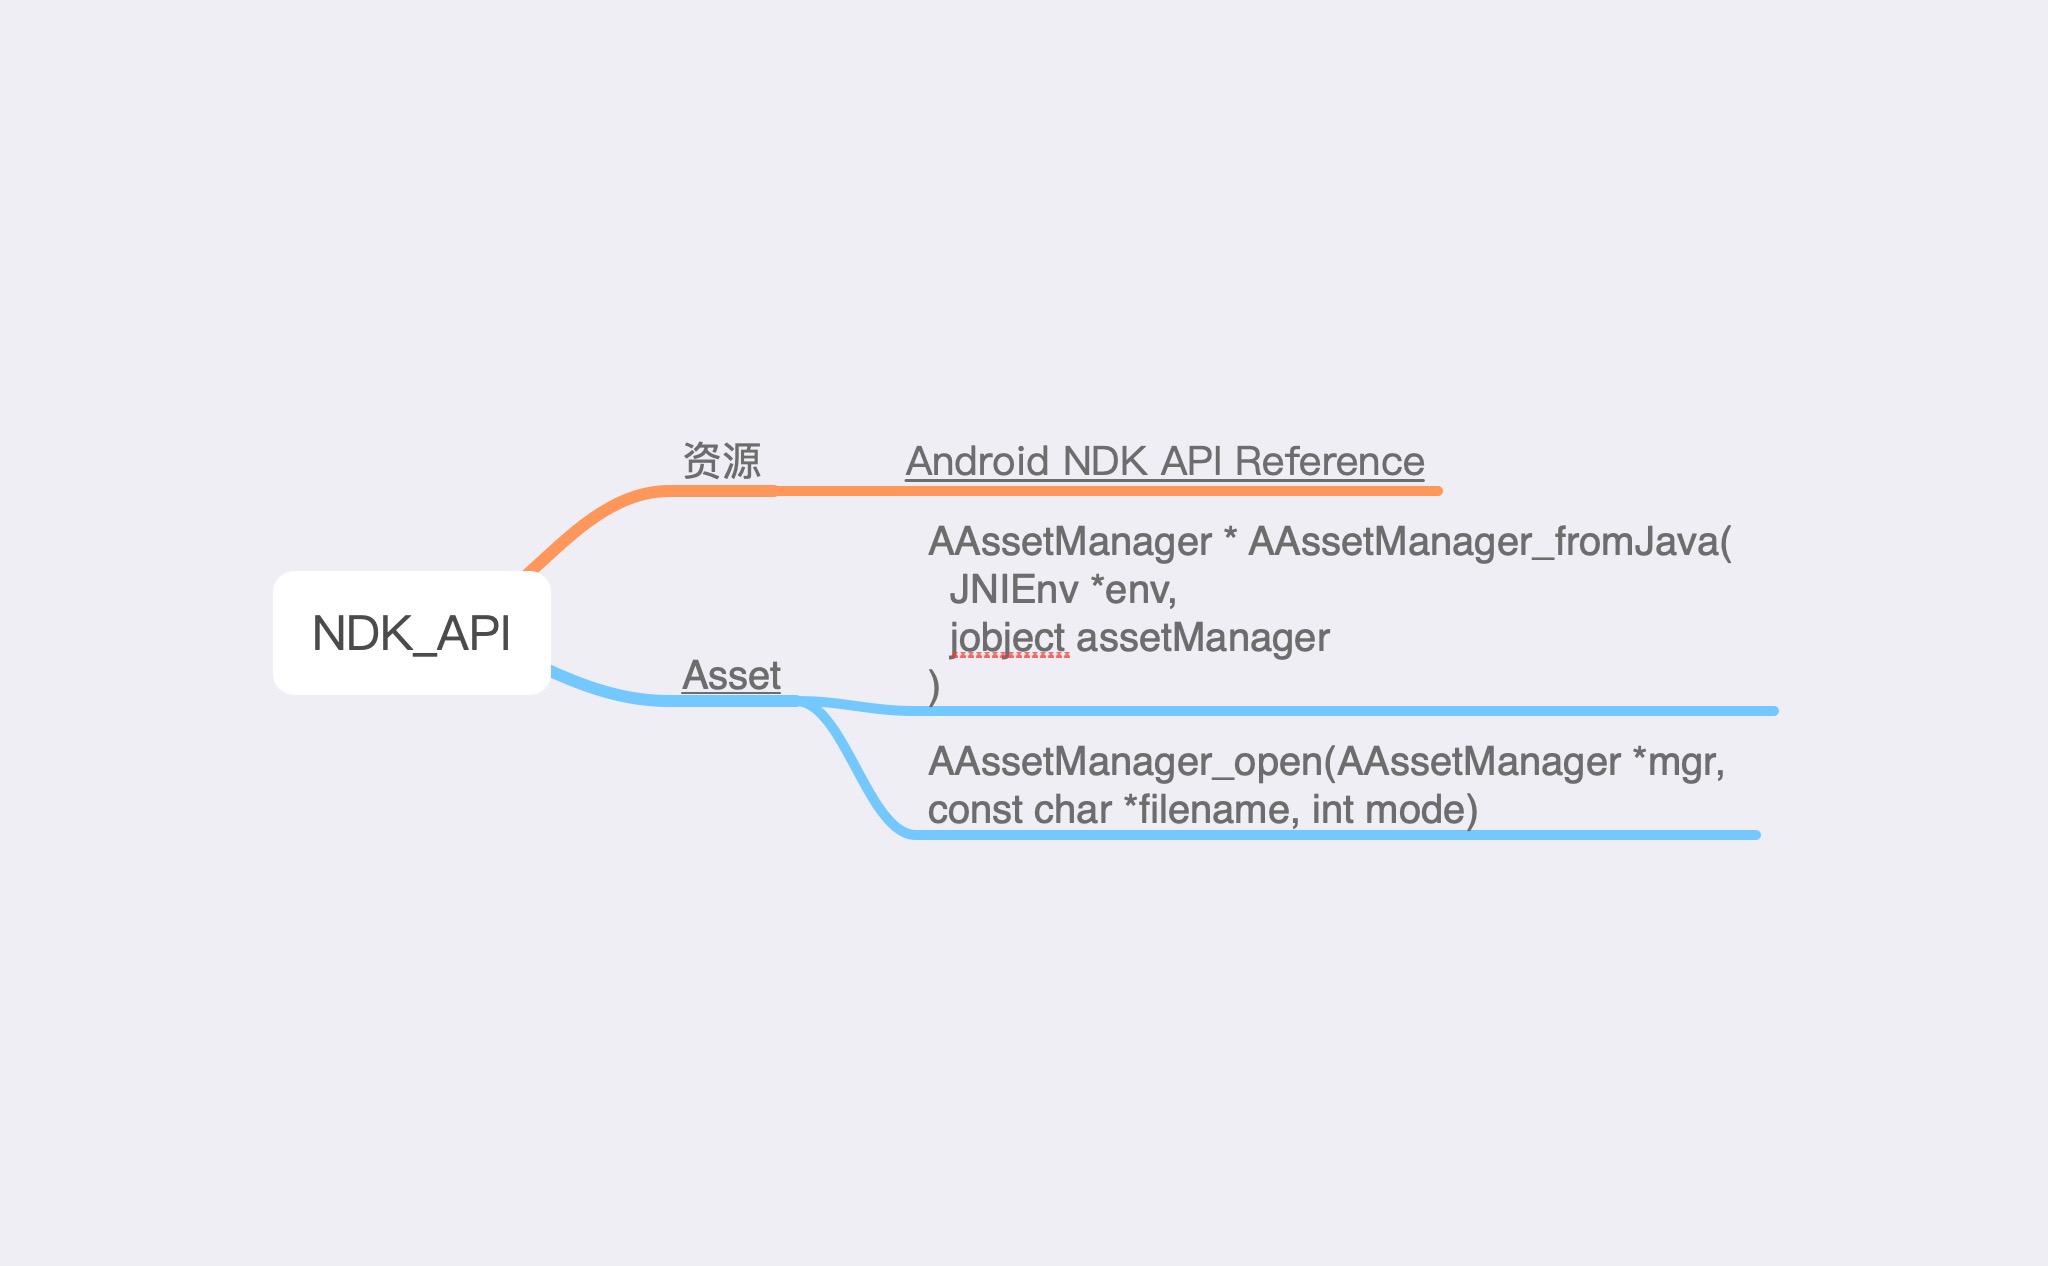 NDK_API
资源
Android NDK API Reference
Asset
AAssetManager * AAssetManager_fromJava(
JNIEnv *env,
jobject assetManager
)
AAssetManager_open(AAssetManager *mgr,
const char *filename, int mode)